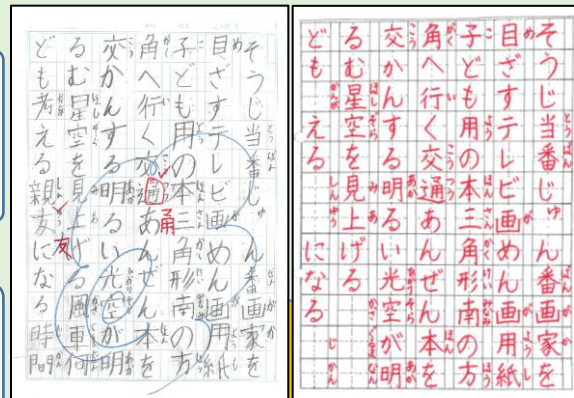 そうじ当番じゅん番画家を
目ざすテレビ画めん画用紙
子ども用の本三角形南の方
角へ行く交通あんぜん本を
交かんする明るい光空が明
るむ星空を見上げる風車何
ども考える親友になる時間
甬
友
そうじ当番じゅん番画家を
目ざすテレビ画めん画用紙
子ども用の本三角形南の方
角へ行く交通あんぜん本を
交かんする明るい光空が明
るむ星空を見上げる
どもえるになる